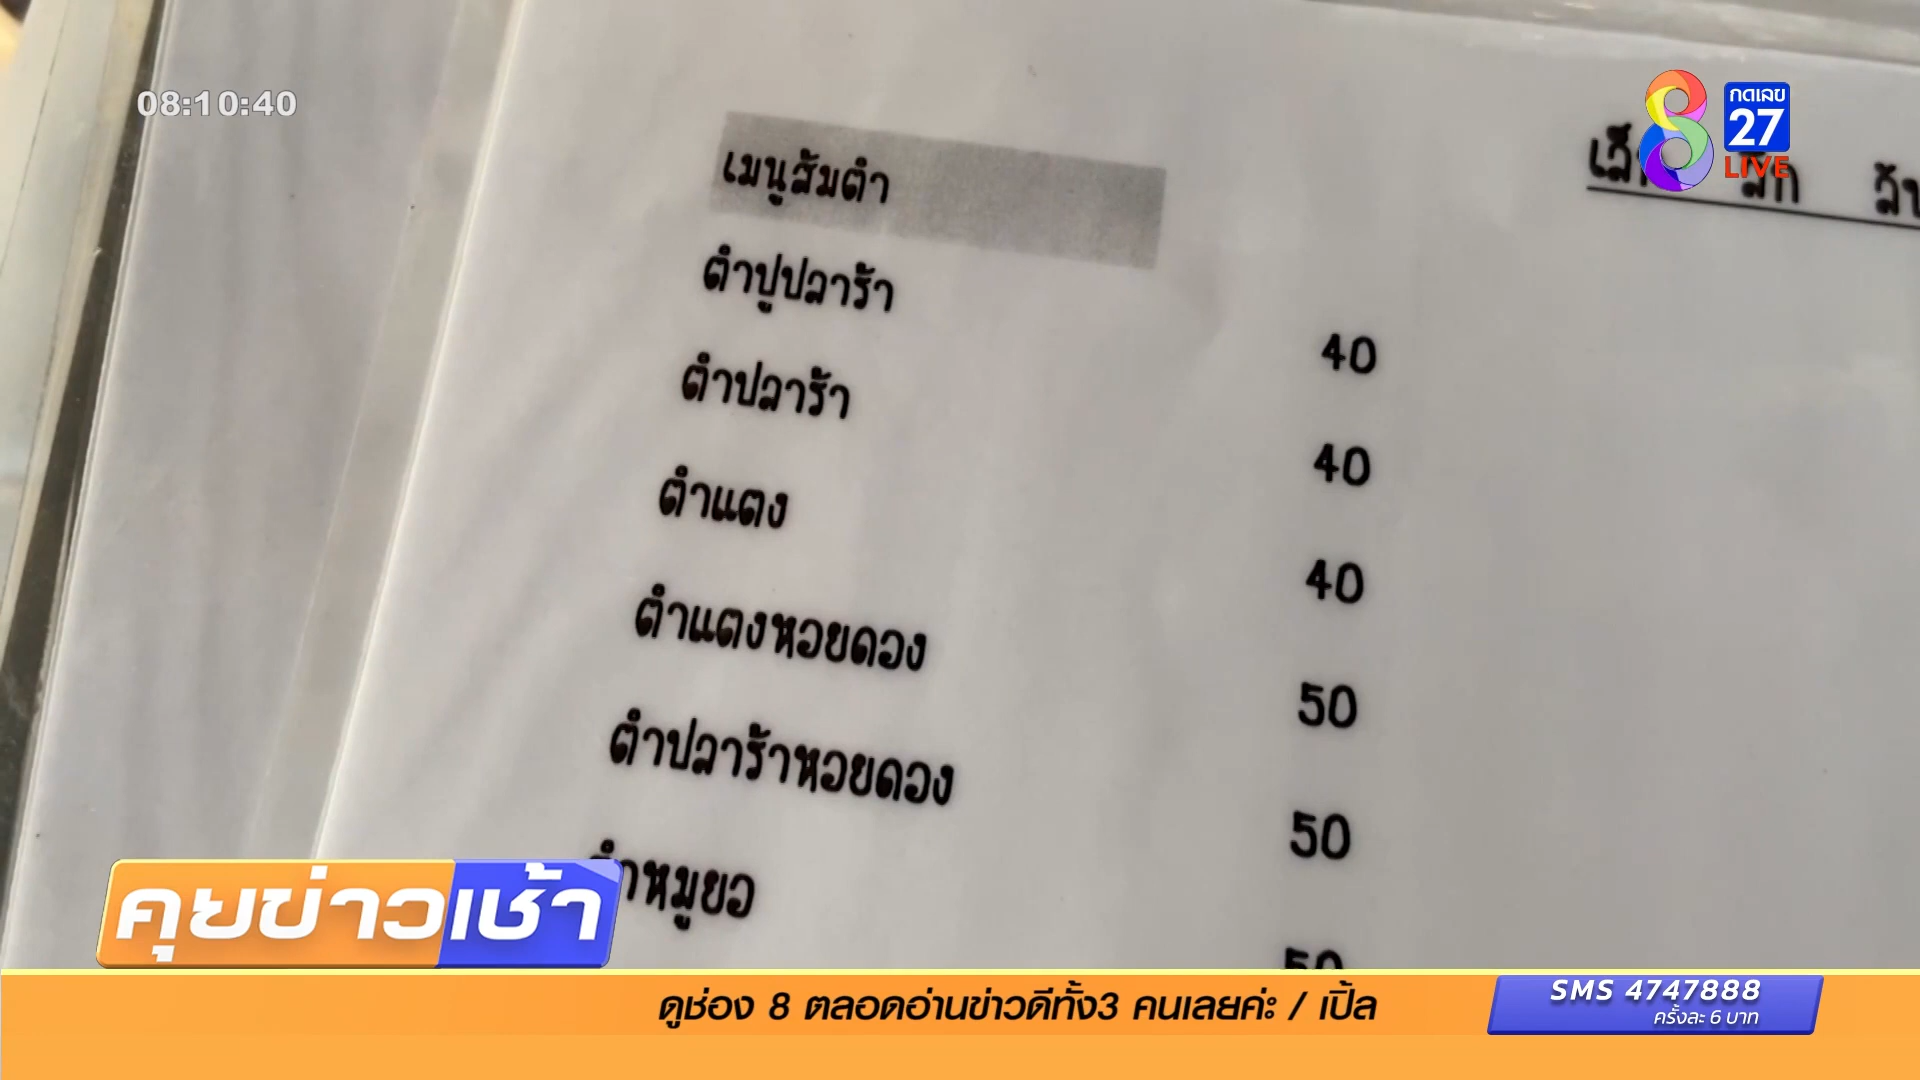 08:10:40
กดเลข
27
LIVE
เมนูส้มตำ
ตำปูปลาร้า 40
ตำปลาร้า 40
ตำแตง 40
ตำแตงหอยดอง 50
ตำปลาร้าหอยดอง 50
ตำหมูยอ 50
คุยข่าวเช้า
ดูช่อง 8 ตลอดอ่านข่าวดีทั้ง3 คนเลยค่ะ / เปิ้ล
SMS 4747888
ครั้งละ 6 บาท